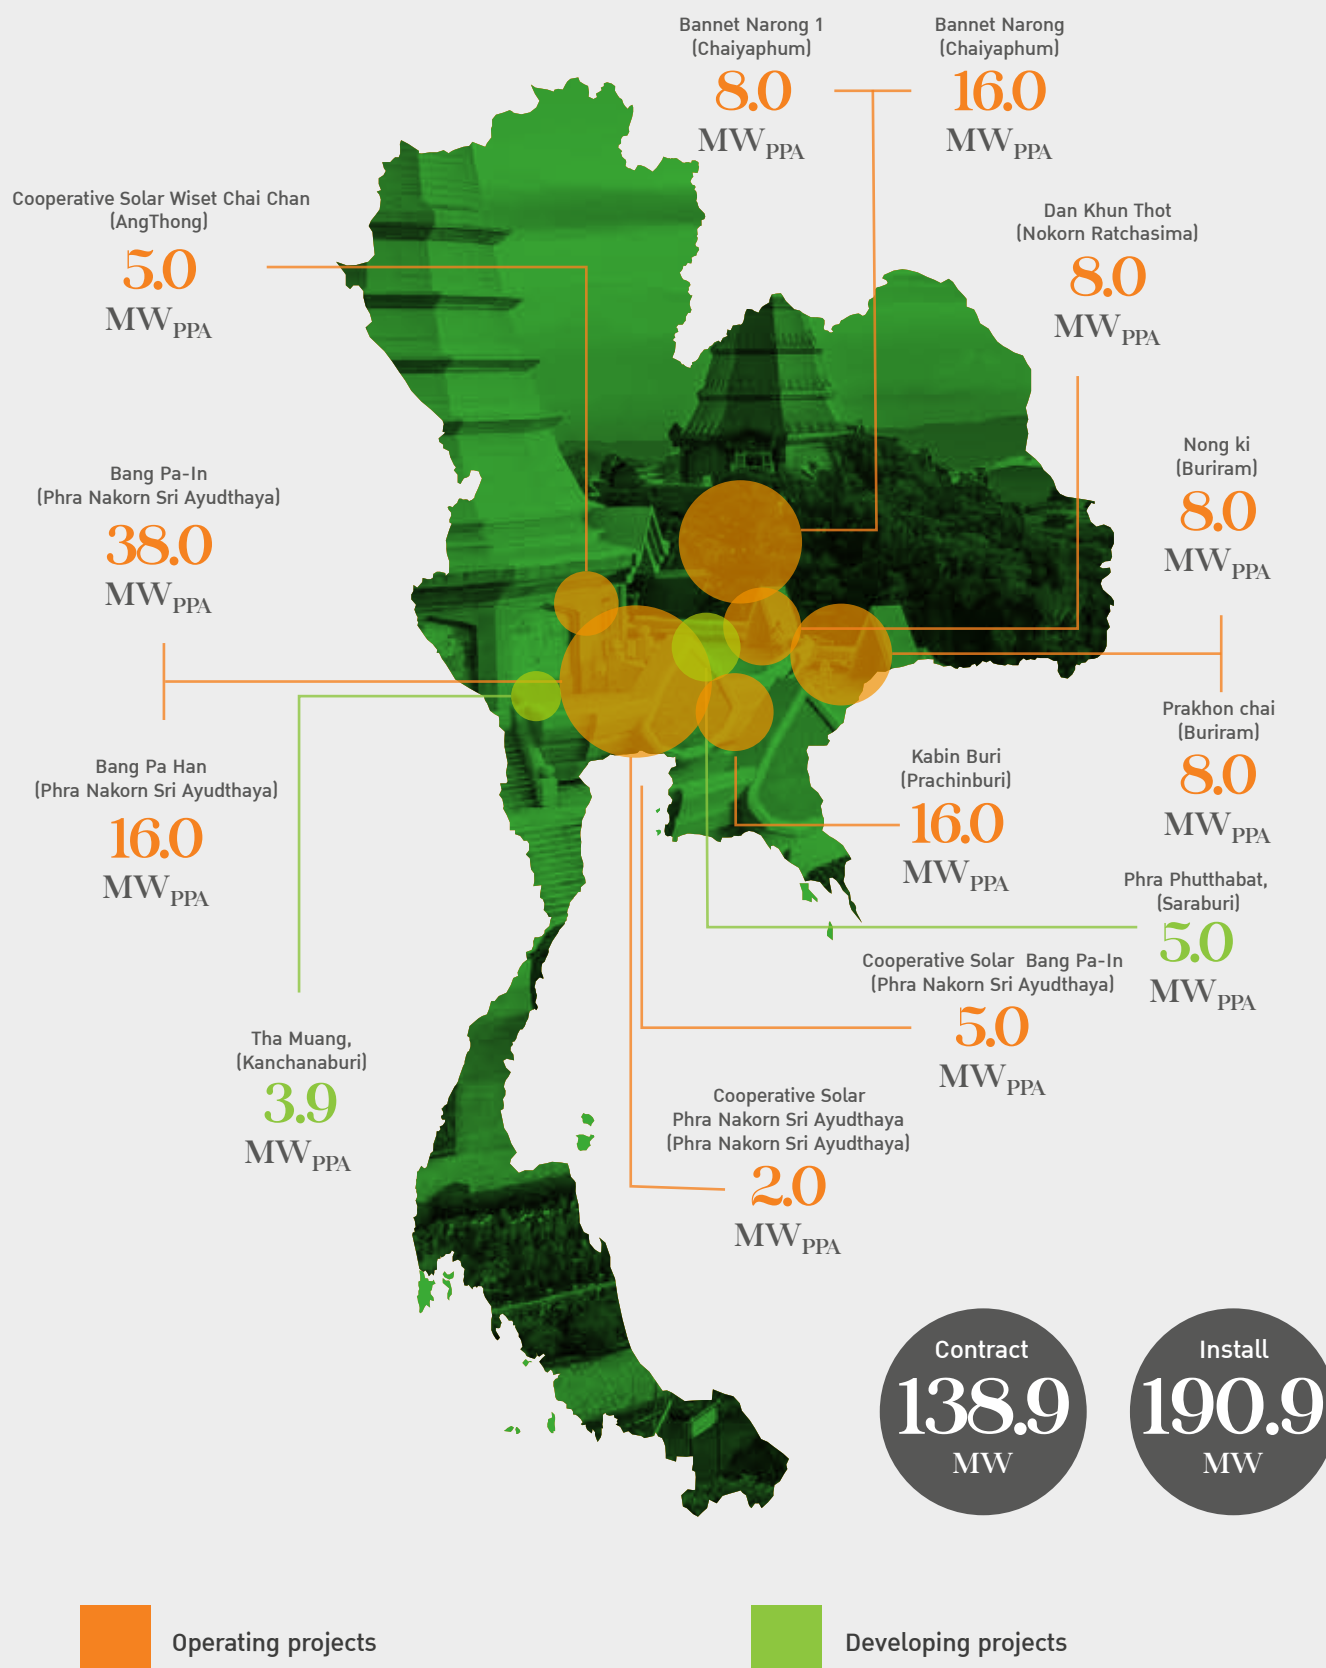 Bannet Narong 1
(Chaiyaphum)
8.0
MWPPA
Bannet Narong
(Chaiyaphum)
16.0
MWPPA
Cooperative Solar Wiset Chai Chan
(AngThong)
5.0
MWPPA
Dan Khun Thot
(Nokorn Ratchasima)
8.0
MWPPA
Bang Pa-In
(Phra Nakorn Sri Ayudthaya)
38.0
MWPPA
Nong ki
(Buriram)
8.0
MWPPA
Prakhon chai
(Buriram)
8.0
MWPPA
Bang Pa Han
(Phra Nakorn Sri Ayudthaya)
16.0
MWPPA
Kabin Buri
(Prachinburi)
16.0
MWPPA
Phra Phutthabat,
(Saraburi)
5.0
MWPPA
Cooperative Solar Bang Pa-In
(Phra Nakorn Sri Ayudthaya)
5.0
MWPPA
Tha Muang,
(Kanchanaburi)
3.9
MWPPA
Cooperative Solar
Phra Nakorn Sri Ayudthaya
(Phra Nakorn Sri Ayudthaya)
2.0
MWPPA
Contract
138.9
MW
Install
190.9
MW
Operating projects
Developing projects